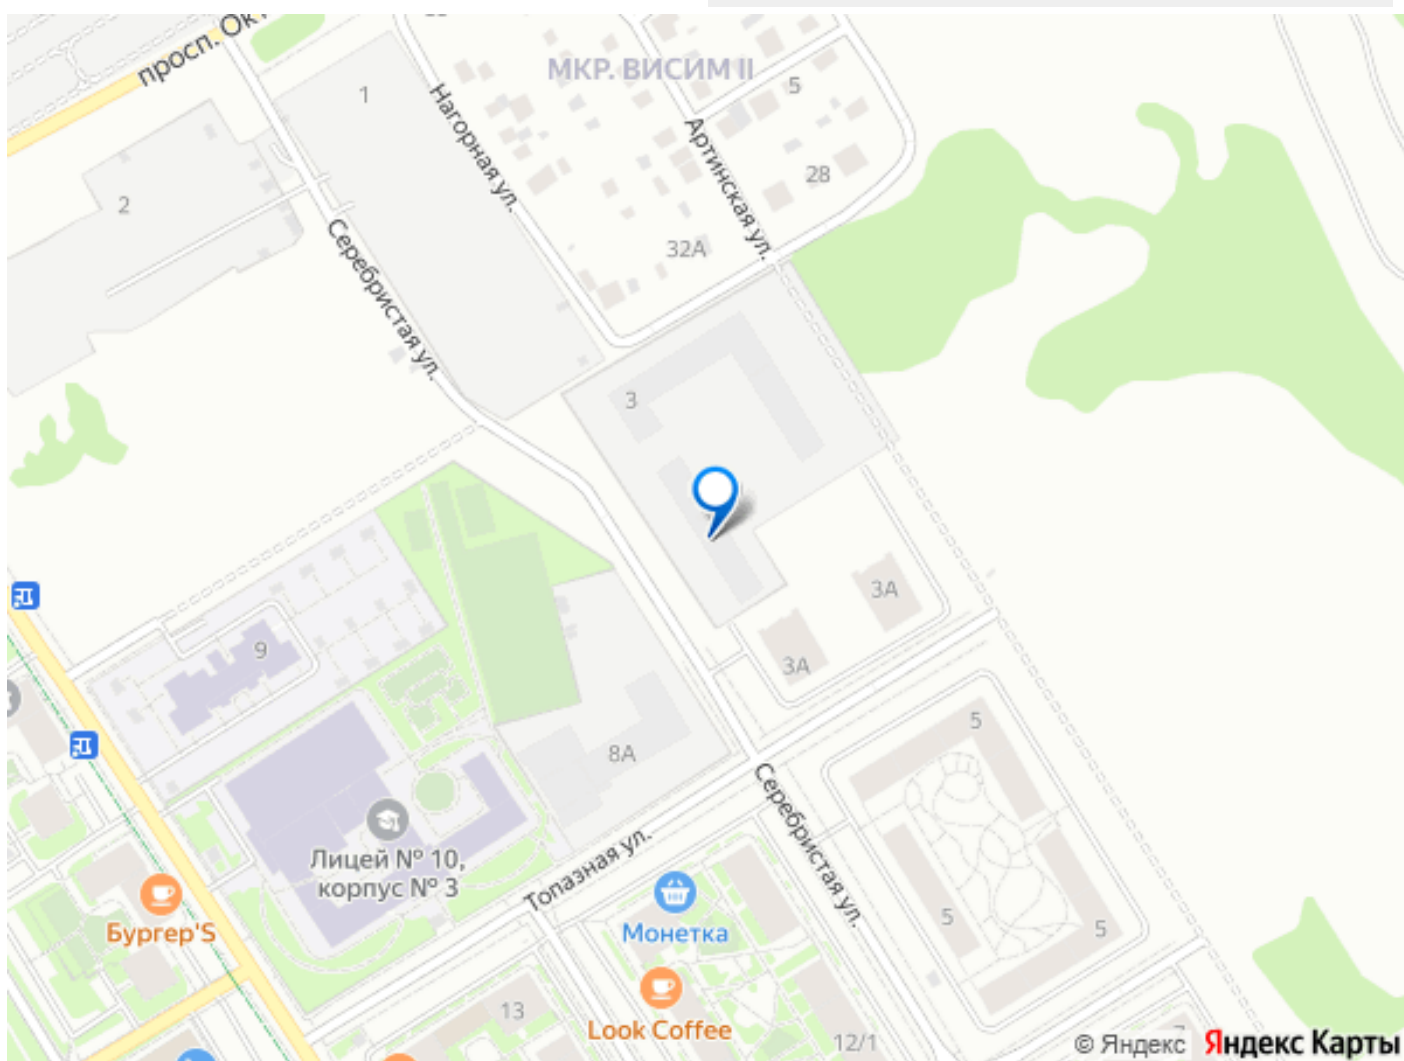 просп. Окт
МКР. ВИСИМ II
1
5
Нагорная ул.
Артинская ул.
28
2
Серебристая ул.
32А
3
3А
9
3А
5
8А
Серебристая ул.
Лицей № 10,
корпус № 3
Топазная ул.
Бургер'S
Монетка
5
5
13
Look Coffee
12/1
© Яндекс Яндекс Карты